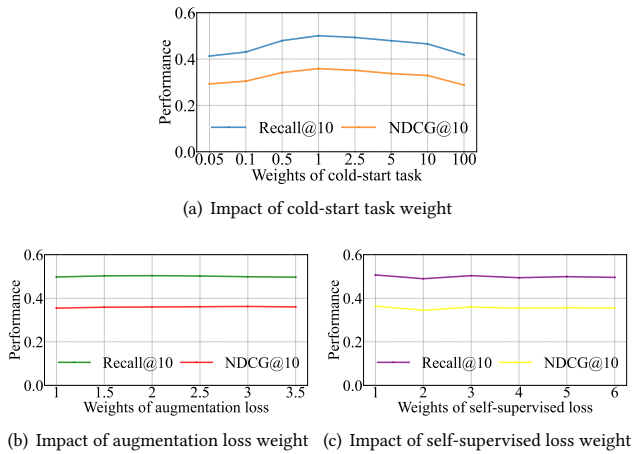 0.6
0.4
0.2
0.0
Performance
Recall@10 NDCG@10
0.05 0.1 0.5 1 2.5 5 10 100
Weights of cold-start task
(a) Impact of cold-start task weight
0.6
0.4
0.2
0.0
Performance
Recall@10 NDCG@10
1 1.5 2 2.5 3 3.5
Weights of augmentation loss
(b) Impact of augmentation loss weight
0.6
0.4
0.2
0.0
Performance
Recall@10 NDCG@10
1 2 3 4 5 6
Weights of self-supervised loss
(c) Impact of self-supervised loss weight